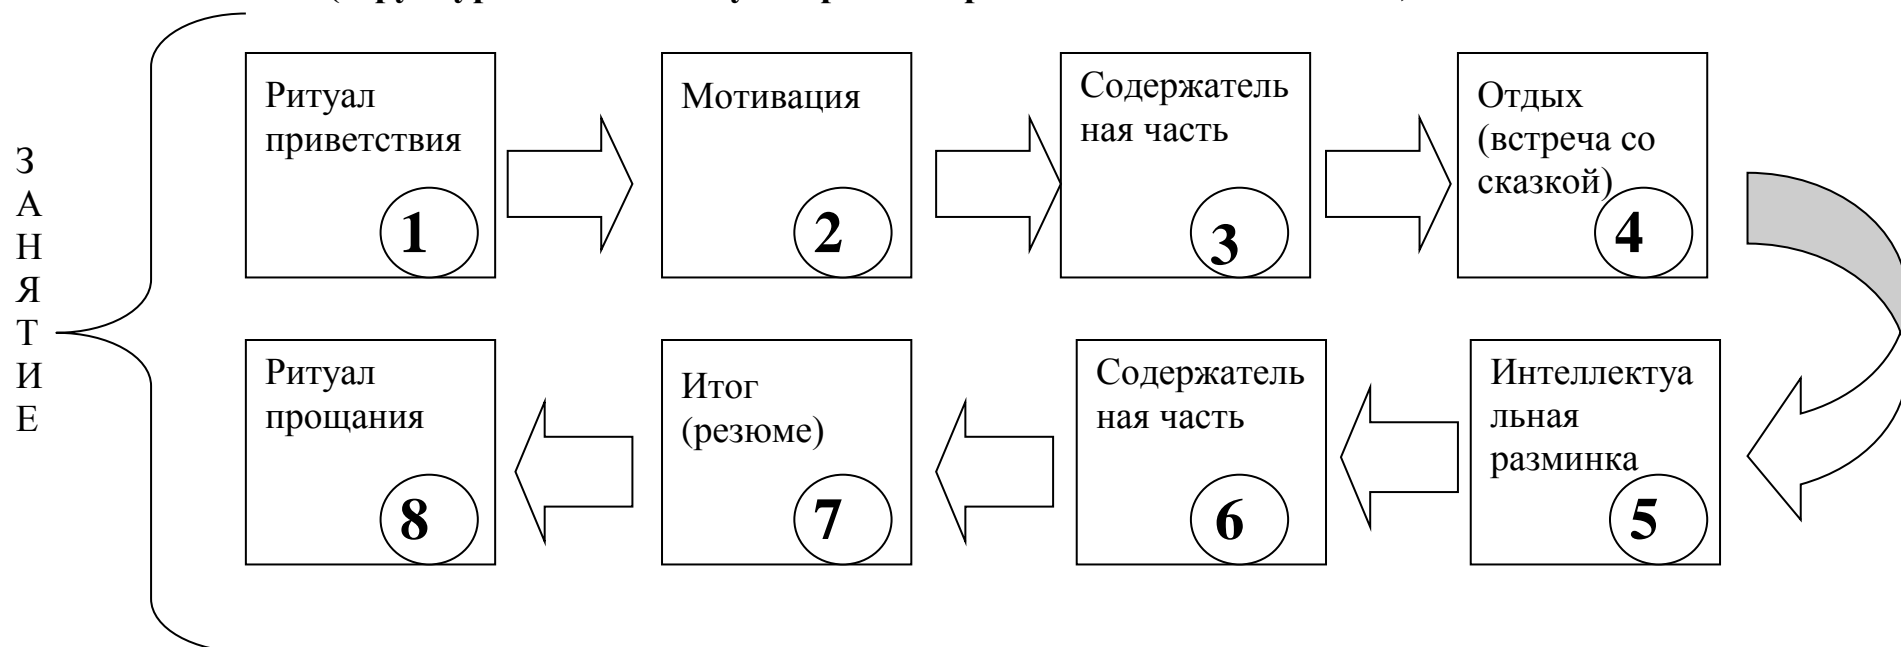 З
А
Н
Я
Т
И
Е
Ритуал
приветствия
1
Мотивация
2
Содержатель
ная часть
3
Отдых
(встреча со
сказкой)
4
Интеллектуа
льная
разминка
5
Содержатель
ная часть
6
Итог
(резюме)
7
Ритуал
прощания
8